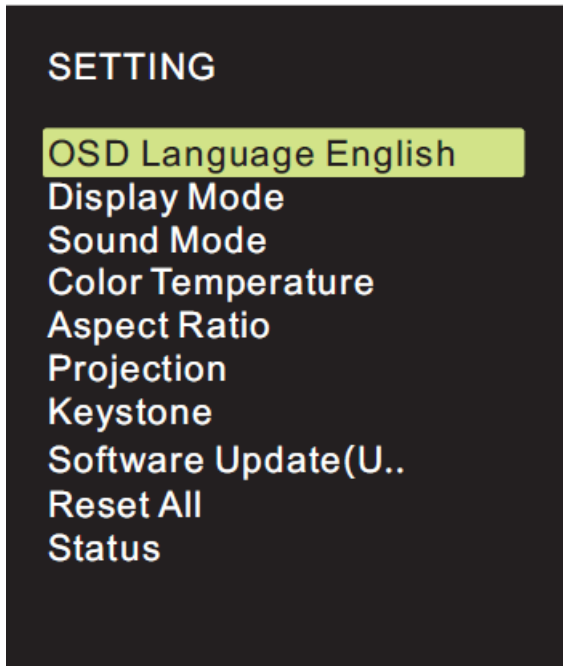 SETTING
OSD Language English
Display Mode
Sound Mode
Color Temperature
Aspect Ratio
Projection
Keystone
Software Update(U..
Reset All
Status